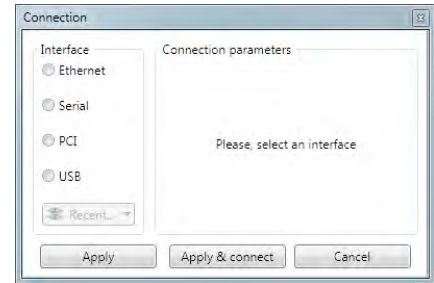 Connection
Interface
Connection parameters
Ethernet
Serial
PCI
Please, select an interface
USB
Recent...
Apply
Apply & connect
Cancel